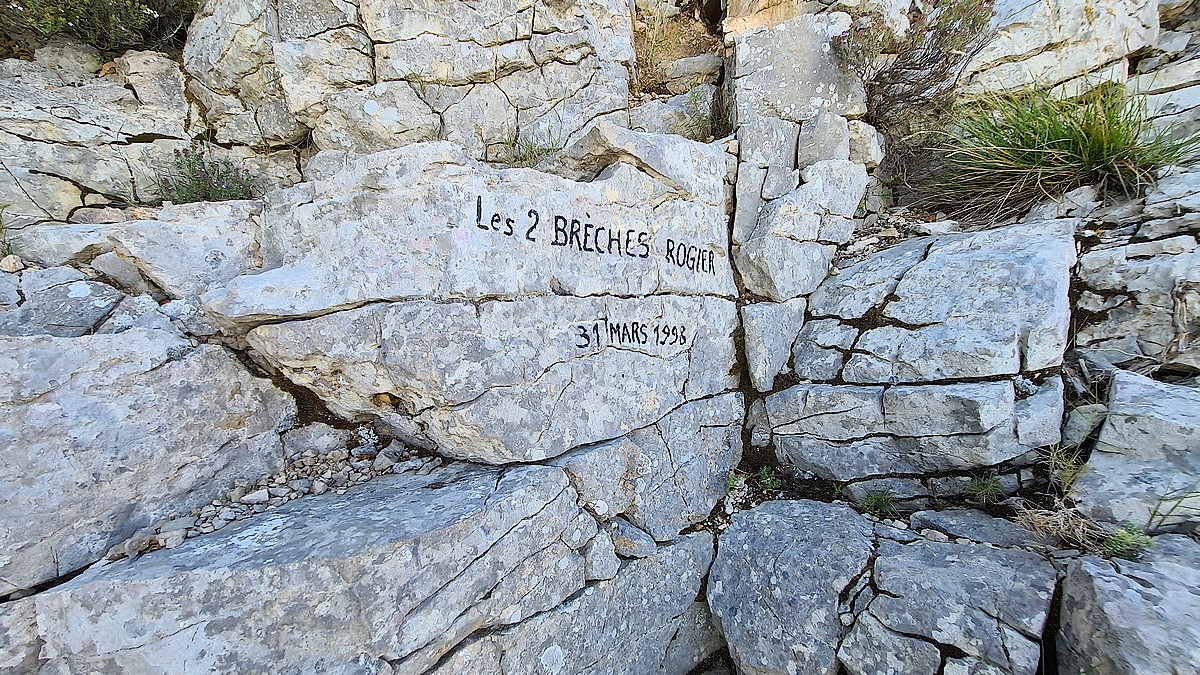 Les 2 BRÈCHES ROGIER
31 MARS 1998